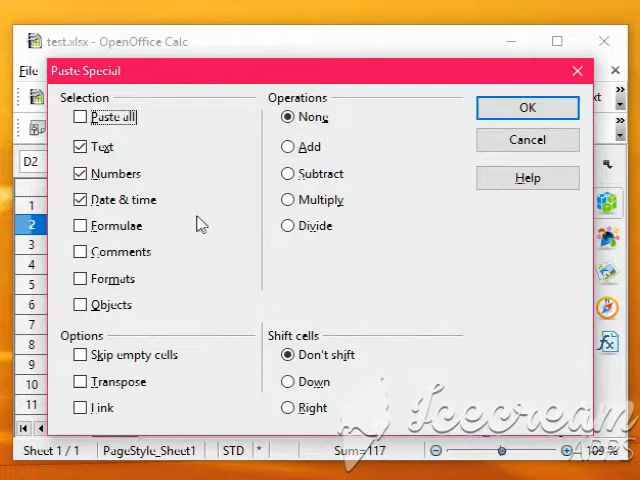 test.xlsx - OpenOffice Calc
File
Paste Special
Selection
Paste all
Text
Numbers
Date & time
Formulae
Comments
Formats
Objects
Operations
None
Add
Subtract
Multiply
Divide
OK
Cancel
Help
Options
Skip empty cells
Transpose
Link
Shift cells
Don't shift
Down
Right
D2
1
2
3
4
5
6
7
8
9
10
11
Sheet 1 / 1
PageStyle_Sheet1
STD
*
Sum=117
109 %
Icecream
APPS